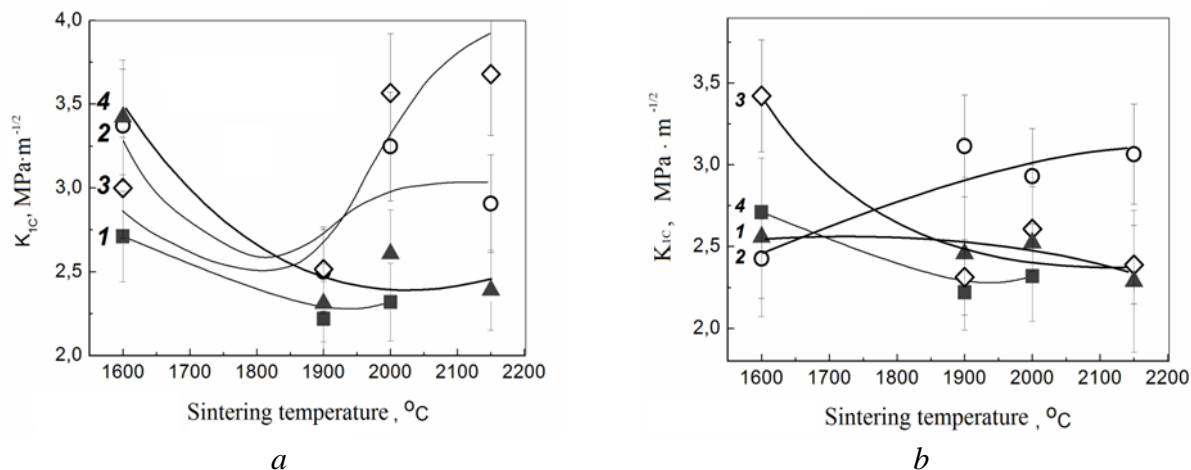 4,0
3,5
3,0
2,5
2,0
K1C, MPa·m-1/2
4
2
3
1
1600 1700 1800 1900 2000 2100 2200
Sintering temperature , oC
a
4,0
3,5
3,0
2,5
2,0
K1C , MPa · m -1/2
3
4
1
2
1600 1700 1800 1900 2000 2100 2200
Sintering temperature , oC
b